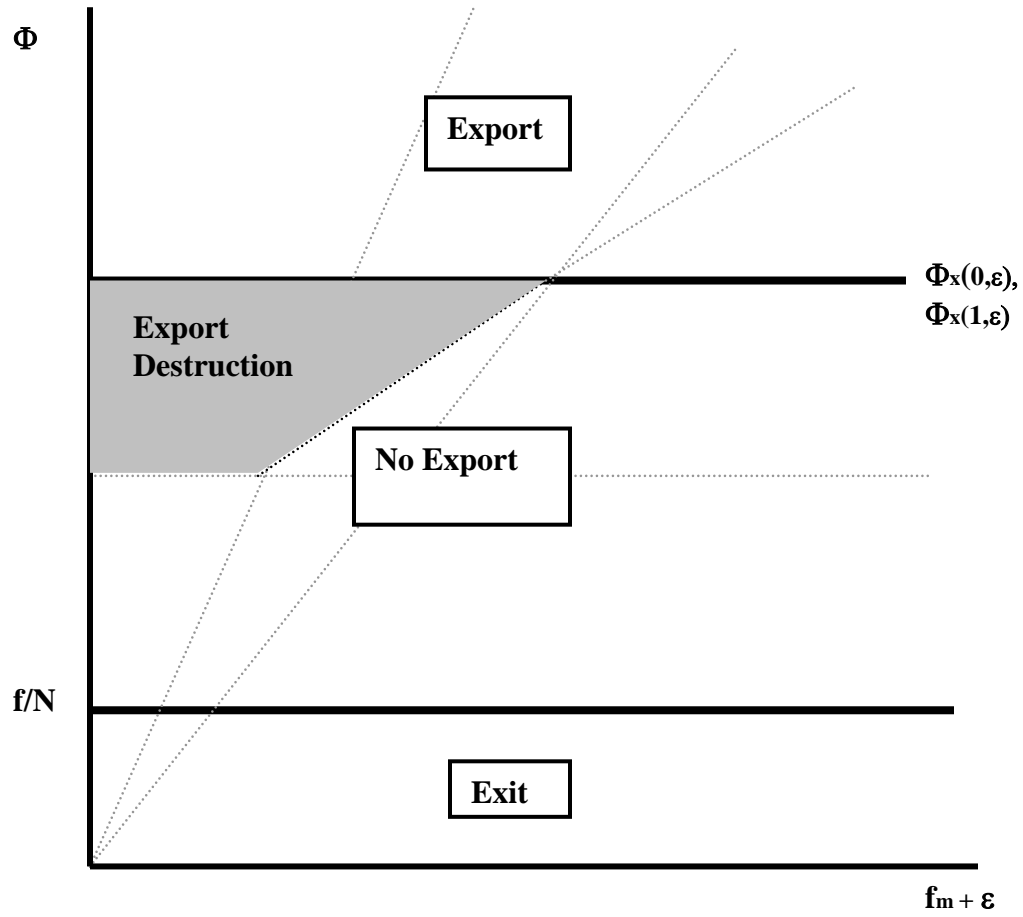 Φ
Export
Φx(0,ε),
Φx(1,ε)
Export
Destruction
No Export
f/N
Exit
fm + ε